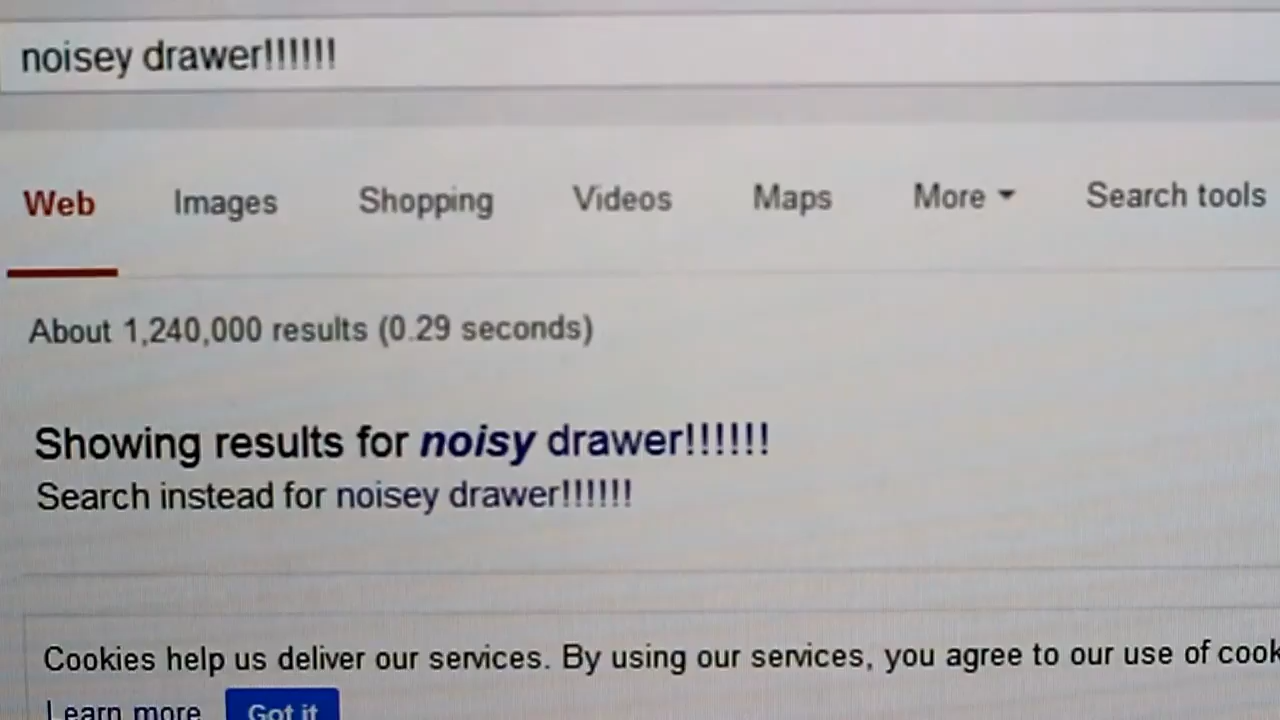 noisey drawer!!!!!!
Web Images Shopping Videos Maps More Search tools
About 1,240,000 results (0.29 seconds)
Showing results for noisy drawer!!!!!!
Search instead for noisey drawer!!!!!!
Cookies help us deliver our services. By using our services, you agree to our use of cook
Learn more Got it